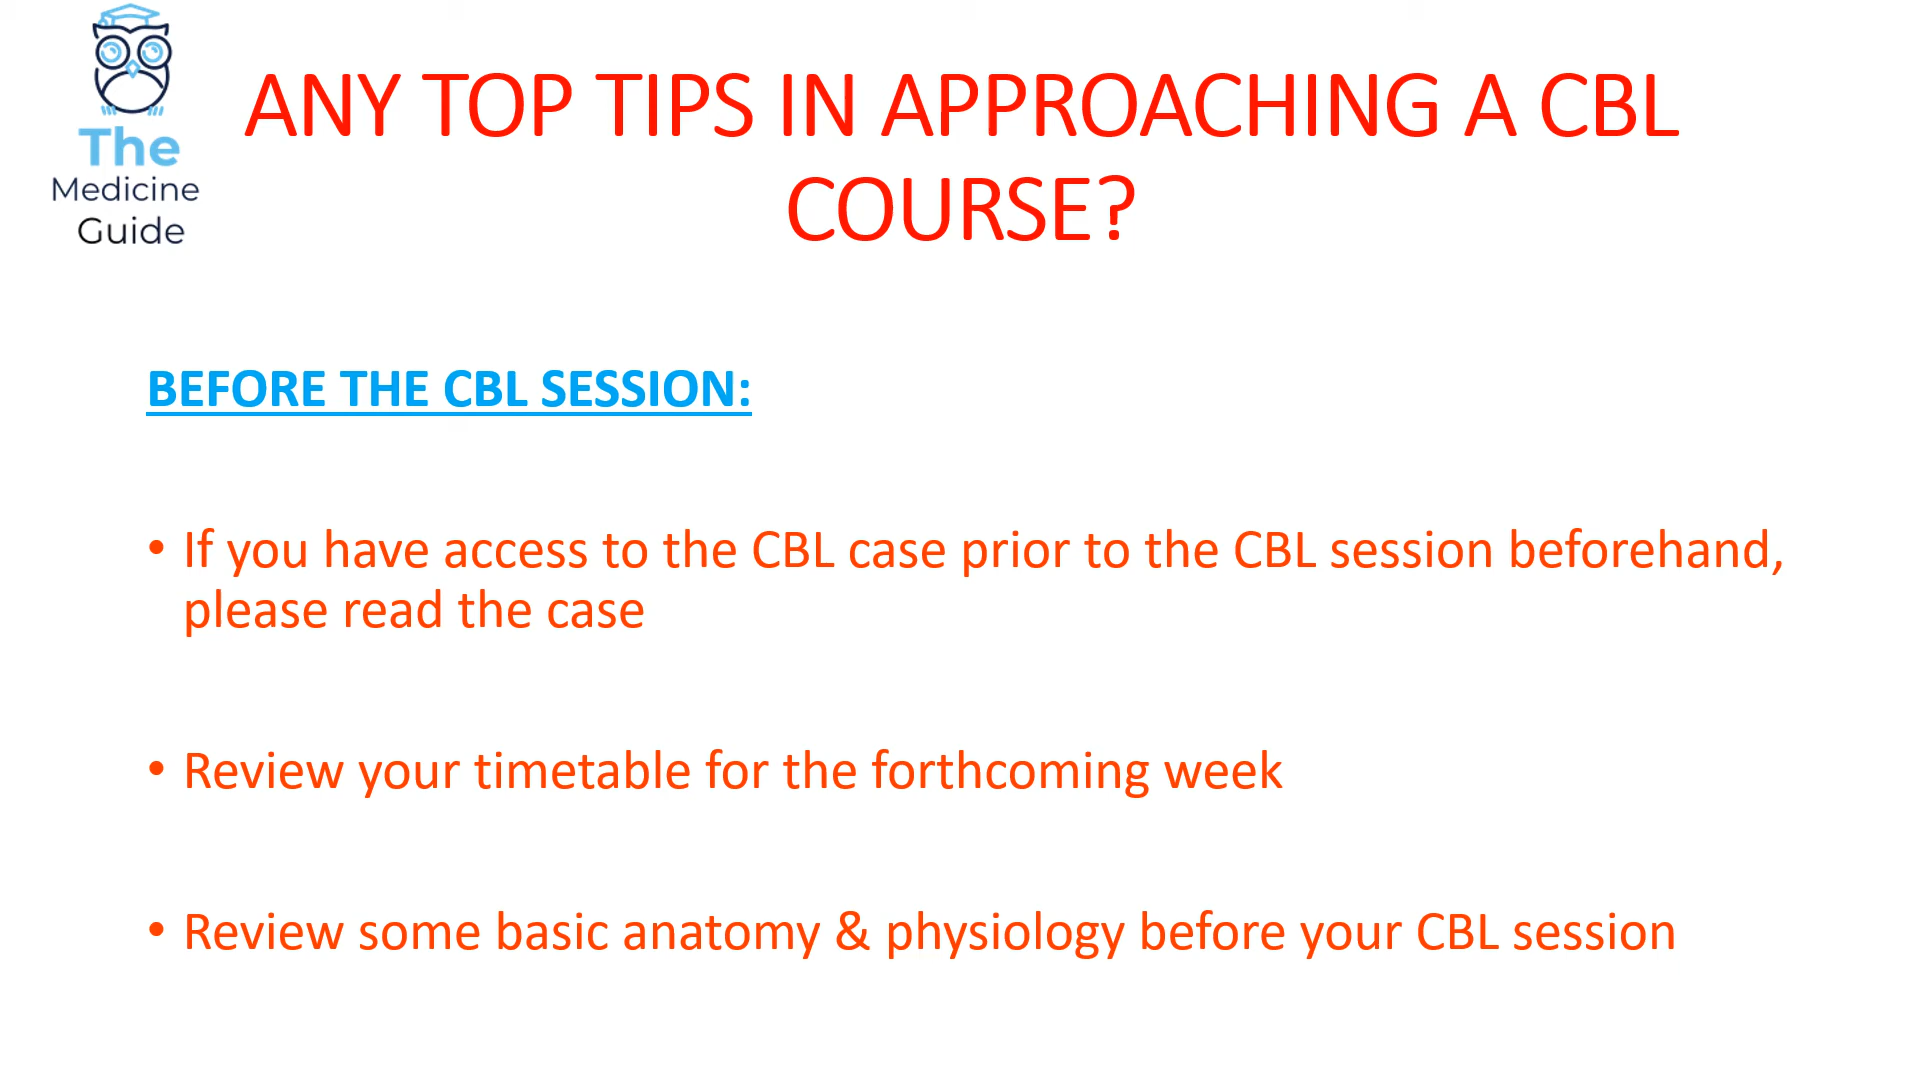 The
Medicine
Guide
ANY TOP TIPS IN APPROACHING A CBL
COURSE?
BEFORE THE CBL SESSION:
• If you have access to the CBL case prior to the CBL session beforehand,
please read the case
• Review your timetable for the forthcoming week
• Review some basic anatomy & physiology before your CBL session